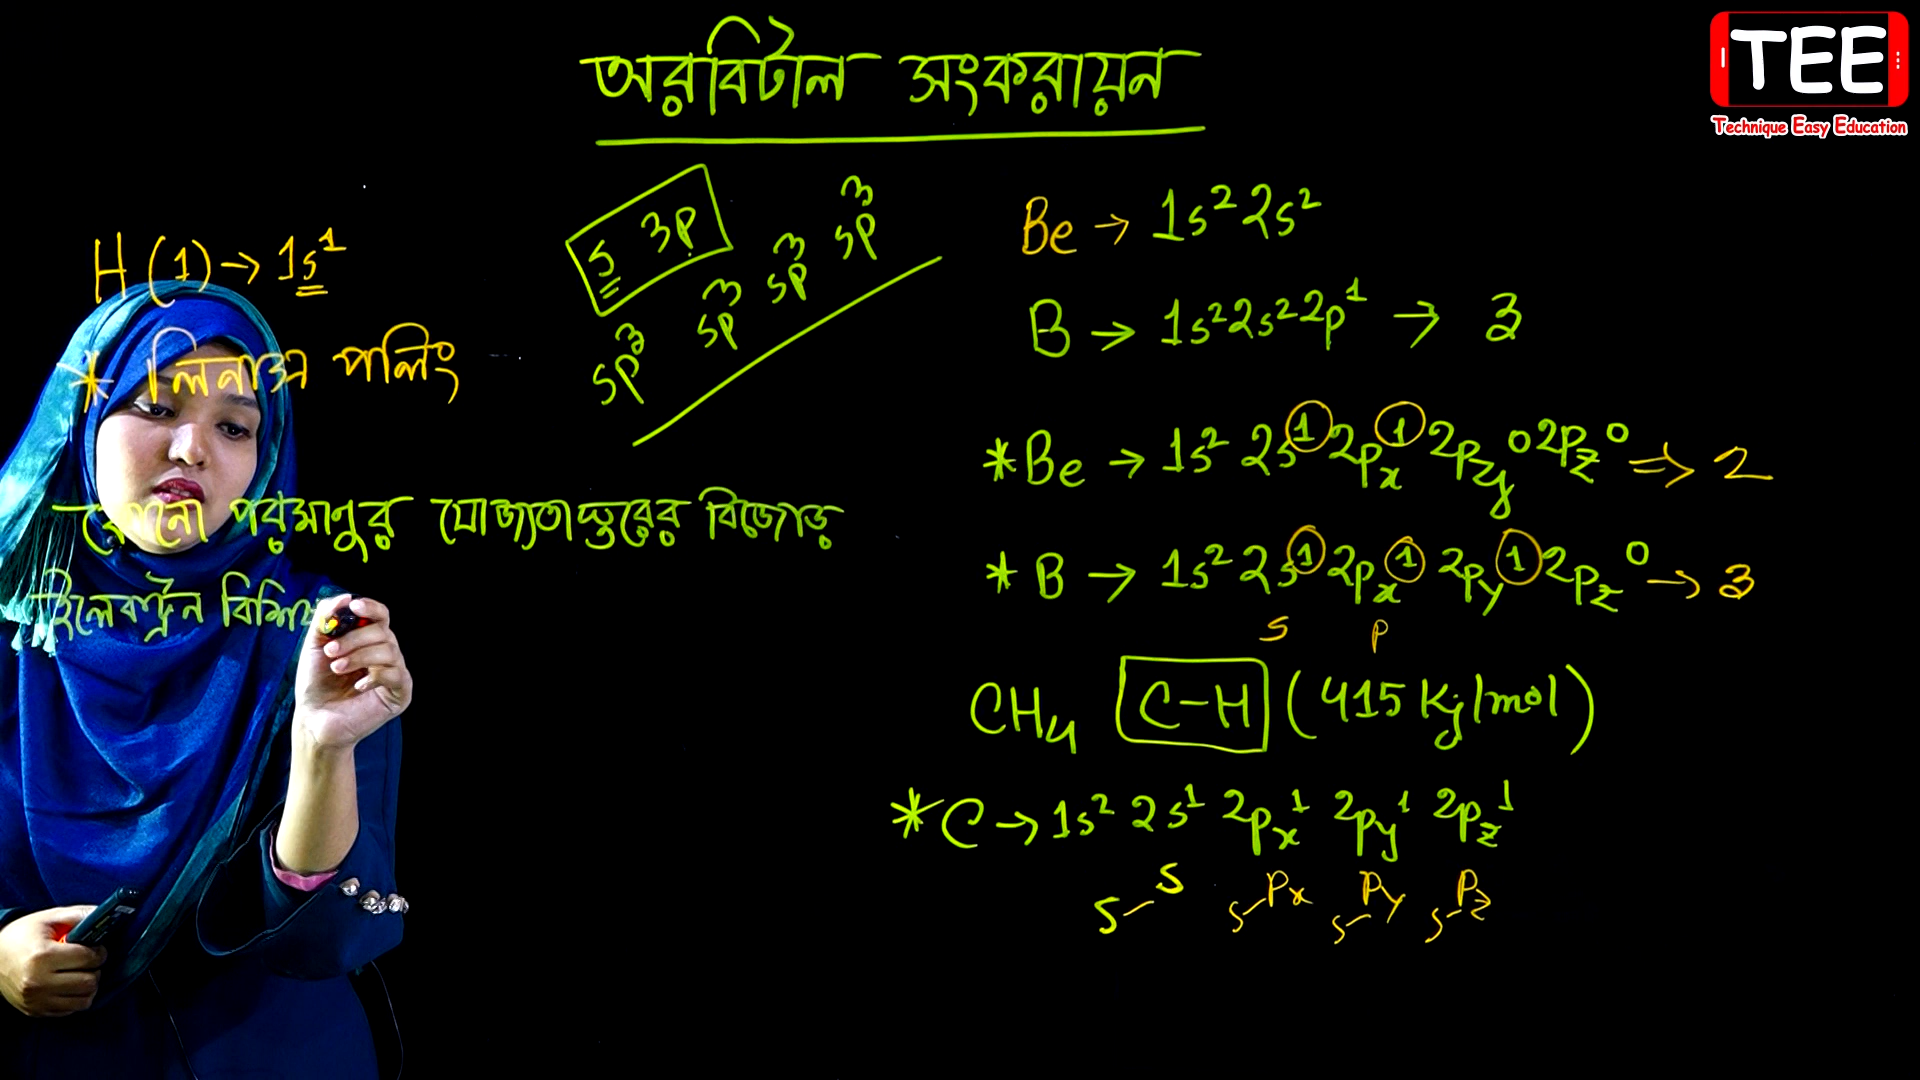 অরবিটাল সংকরায়ন
TEE
Technique Easy Education
H (1) → 1s¹
* লিনাস পলিং
কোনো পরমাণুর যোজ্যতাস্তরের বিজোড়
ইলেকট্রন বিশিষ
s 3p
sp³ sp³ sp³ sp³
Be → 1s² 2s²
B → 1s² 2s² 2p¹ → 3
* Be → 1s² 2s¹ 2pₓ¹ 2py⁰ 2pz⁰ ⇒ 2
* B → 1s² 2s¹ 2pₓ¹ 2py¹ 2pz⁰ → 3
s p
CH₄ C-H (415 Kj/mol)
* C → 1s² 2s¹ 2pₓ¹ 2py¹ 2pz¹
s-s s-Px s-Py s-Pz